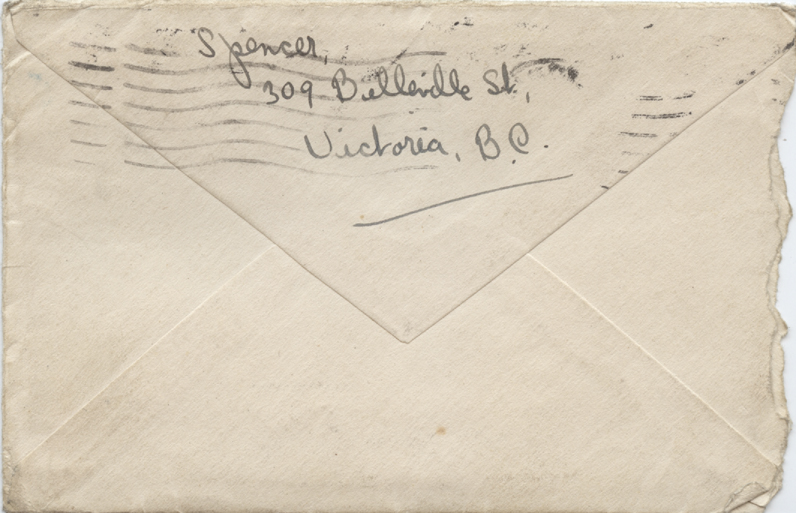 Spencer,
309 Belleville St.,
Victoria, B.C.